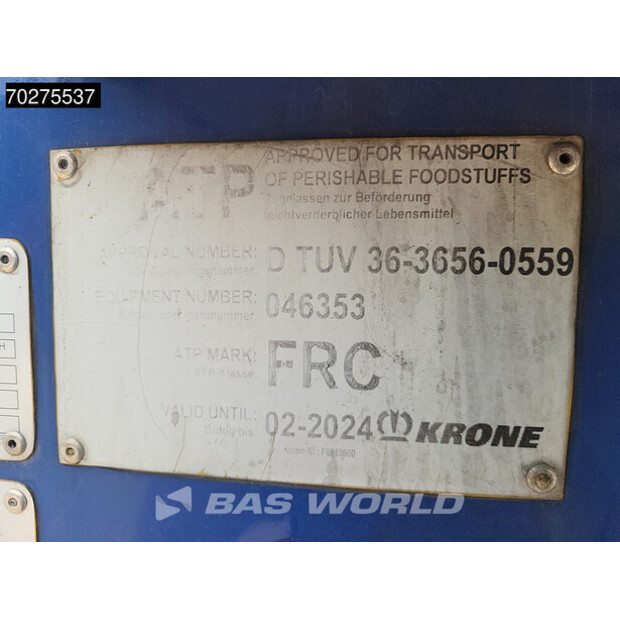 70275537
ATP
APPROVED FOR TRANSPORT
OF PERISHABLE FOODSTUFFS
zugelassen zur Beförderung
leichtverderblicher Lebensmittel
APPROVAL NUMBER: D TUV 36-3656-0559
EQUIPMENT NUMBER: 046353
ATP MARK: FRC
ATP-Klasse:
VALID UNTIL: 02-2024 KRONE
Gültig bis
BAS WORLD
H